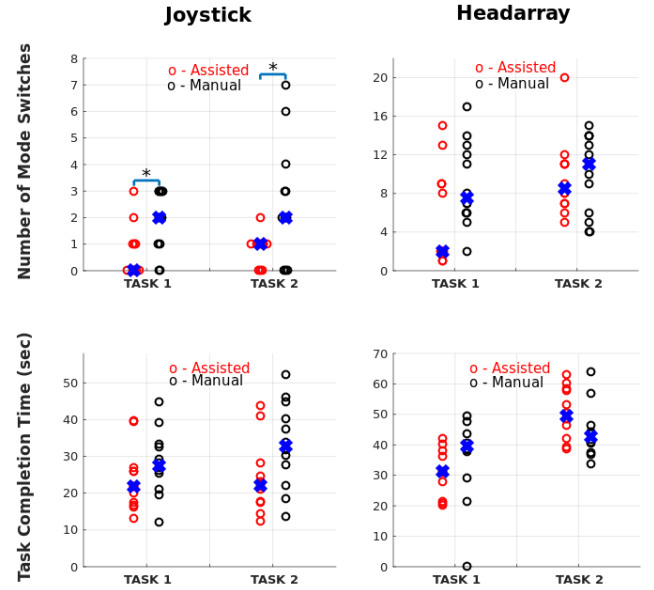 Joystick
Headarray
Number of Mode Switches
8
7
6
5
4
3
2
1
0
o - Assisted
o - Manual
*
*
TASK 1
TASK 2
20
16
12
8
4
0
o - Assisted
o - Manual
TASK 1
TASK 2
Task Completion Time (sec)
50
40
30
20
10
0
o - Assisted
o - Manual
TASK 1
TASK 2
70
60
50
40
30
20
10
0
o - Assisted
o - Manual
TASK 1
TASK 2